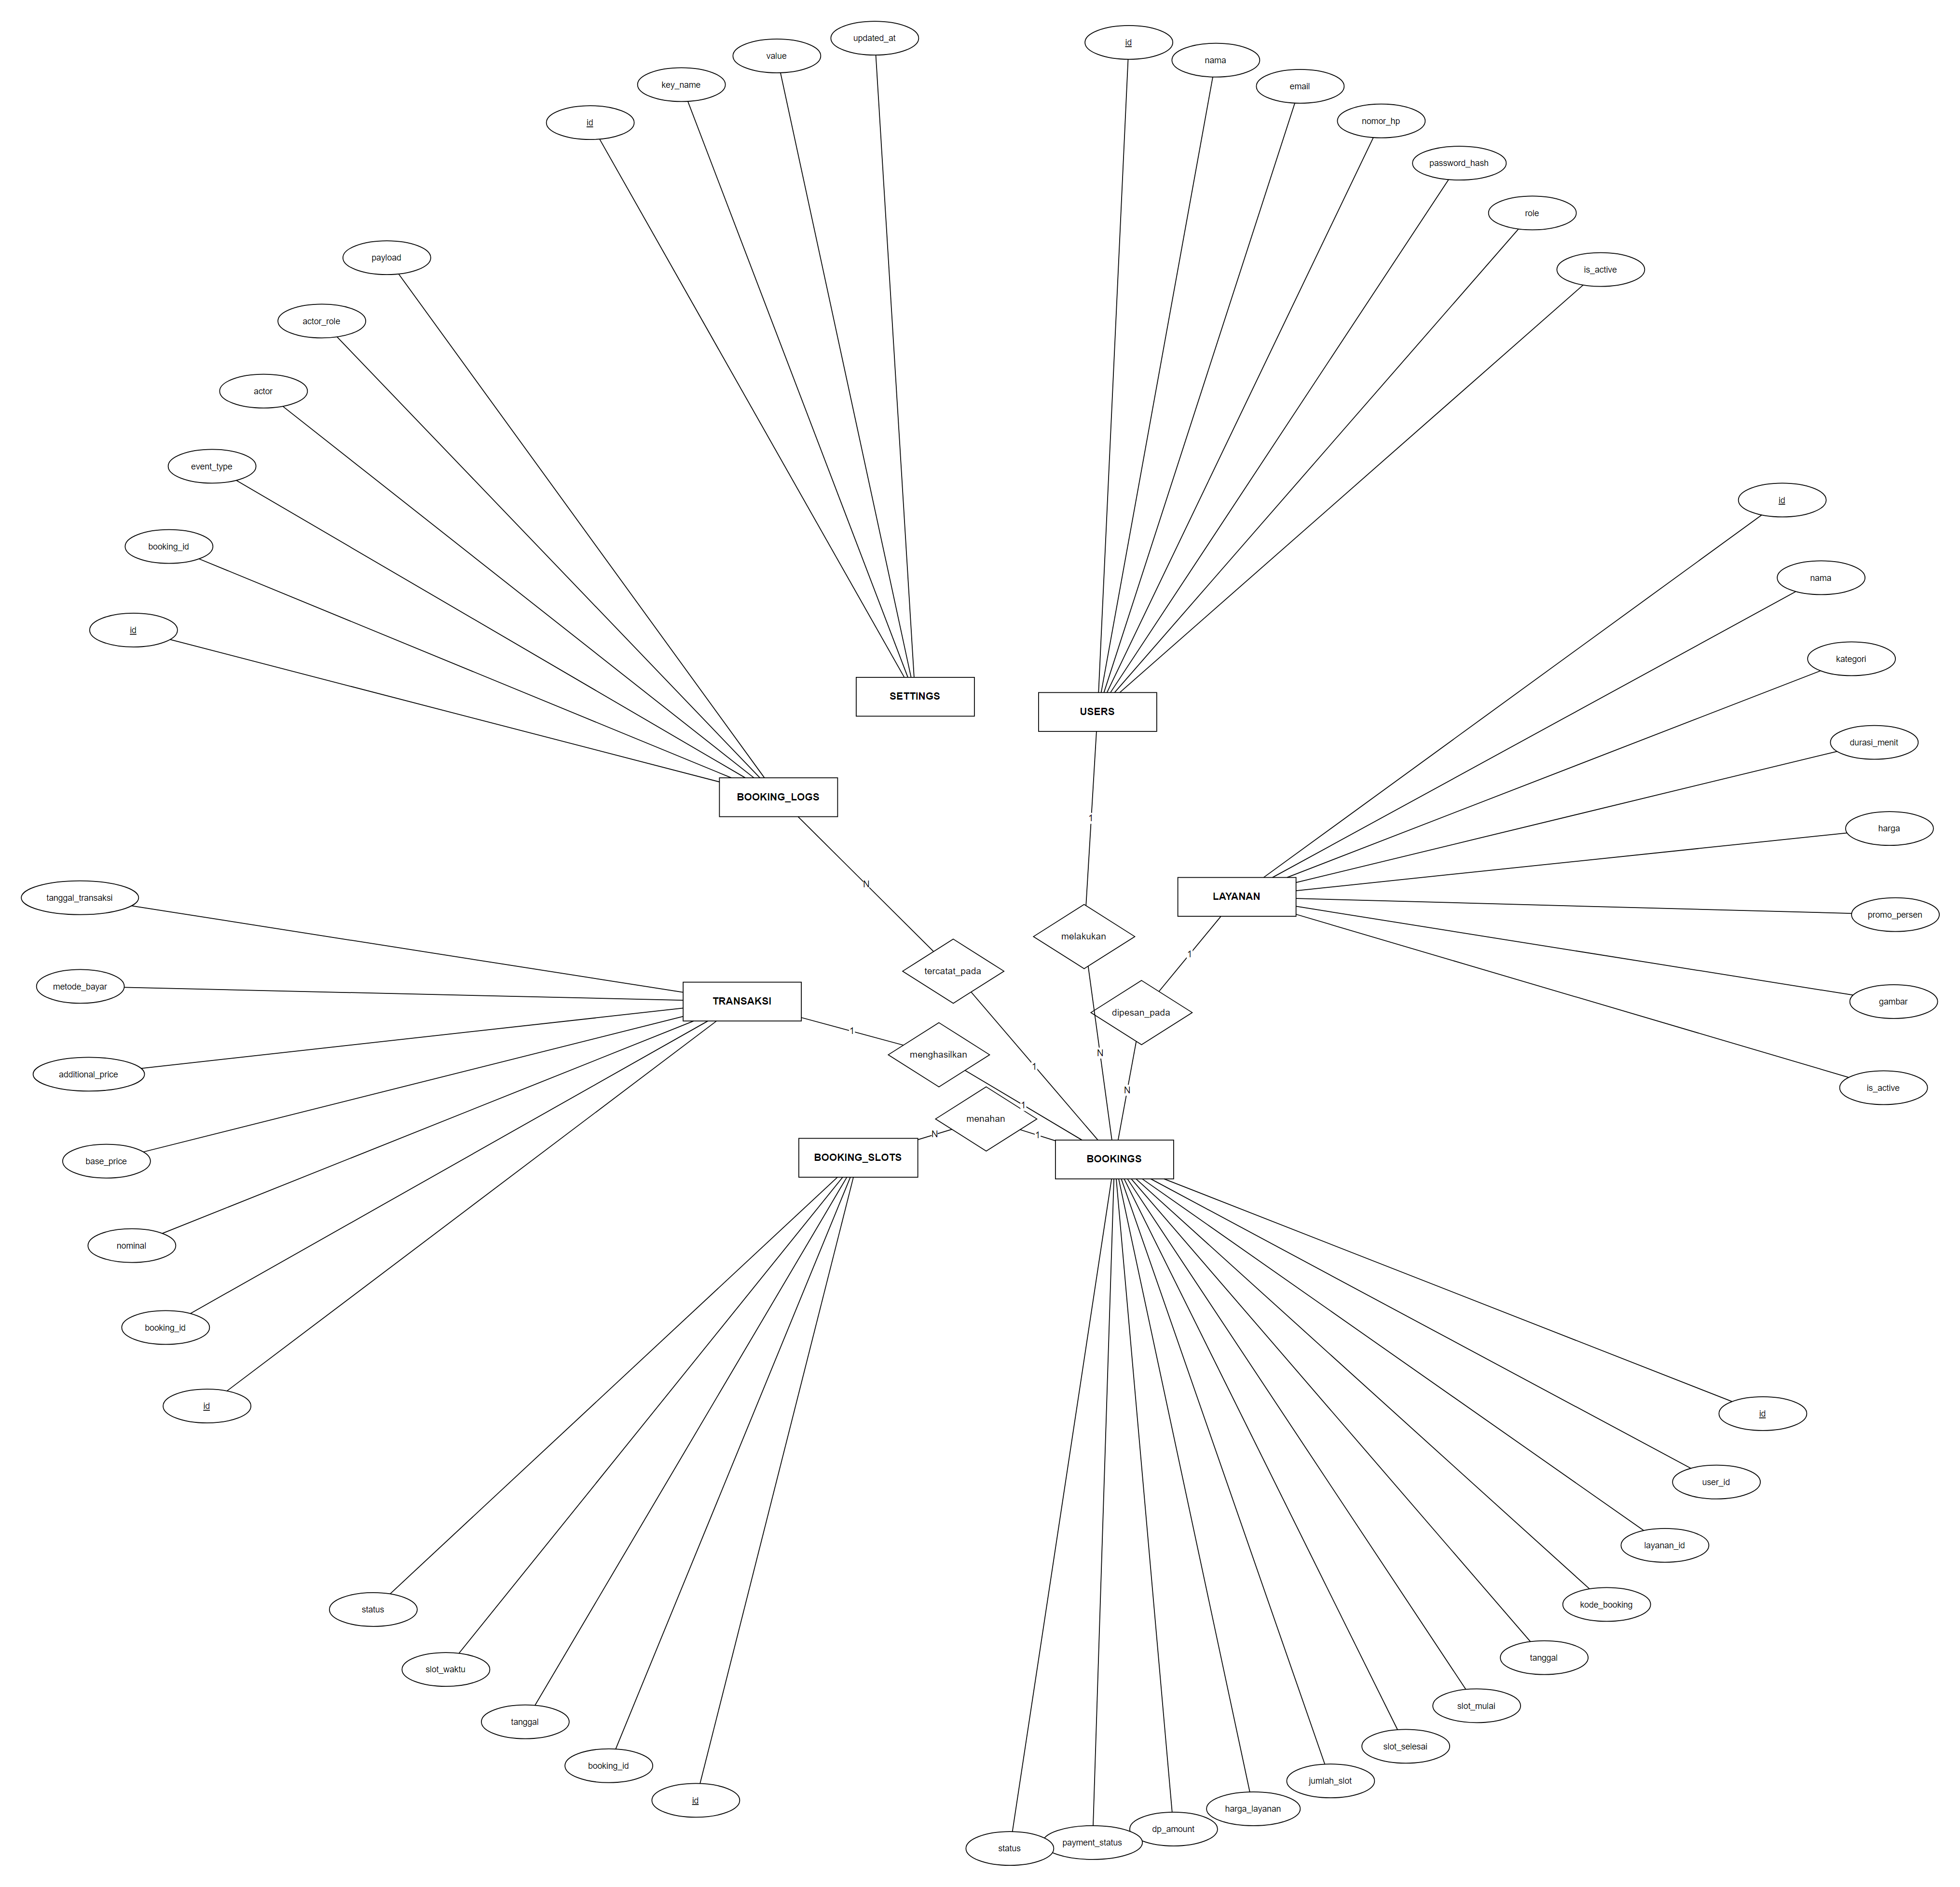 updated_at
id
value
nama
key_name
email
id
nomor_hp
password_hash
role
payload
is_active
actor_role
actor
event_type
id
booking_id
nama
id
kategori
SETTINGS
USERS
durasi_menit
BOOKING_LOGS
1
harga
N
LAYANAN
tanggal_transaksi
promo_persen
melakukan
1
tercatat_pada
metode_bayar
TRANSAKSI
gambar
dipesan_pada
1
menghasilkan
N
1
additional_price
is_active
N
1
menahan
N
1
BOOKING_SLOTS
BOOKINGS
base_price
nominal
booking_id
id
id
user_id
layanan_id
kode_booking
status
tanggal
slot_waktu
slot_mulai
tanggal
slot_selesai
booking_id
jumlah_slot
id
harga_layanan
dp_amount
payment_status
status